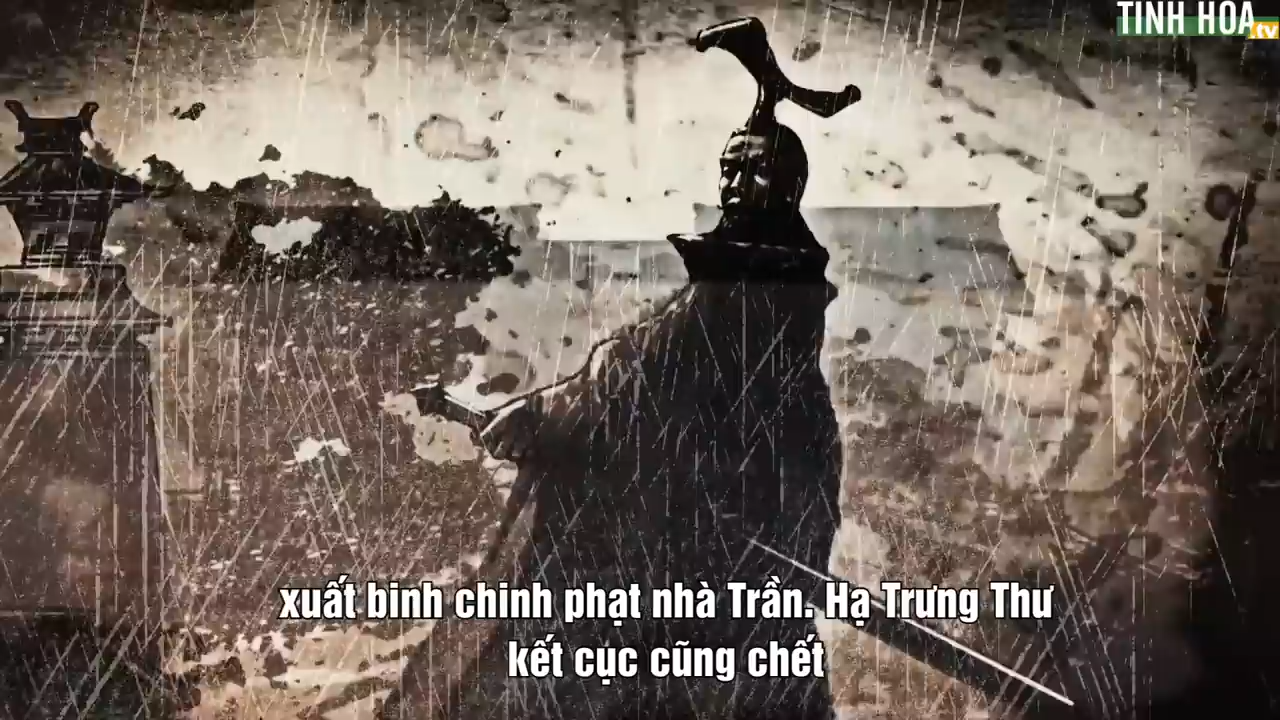 TINH HOA.tv
xuất binh chinh phạt nhà Trần. Hạ Trưng Thư
kết cục cũng chết